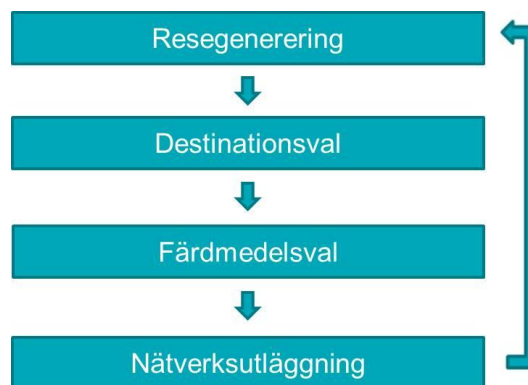 Resegenerering
Destinationsval
Färdmedelsval
Nätverksutläggning